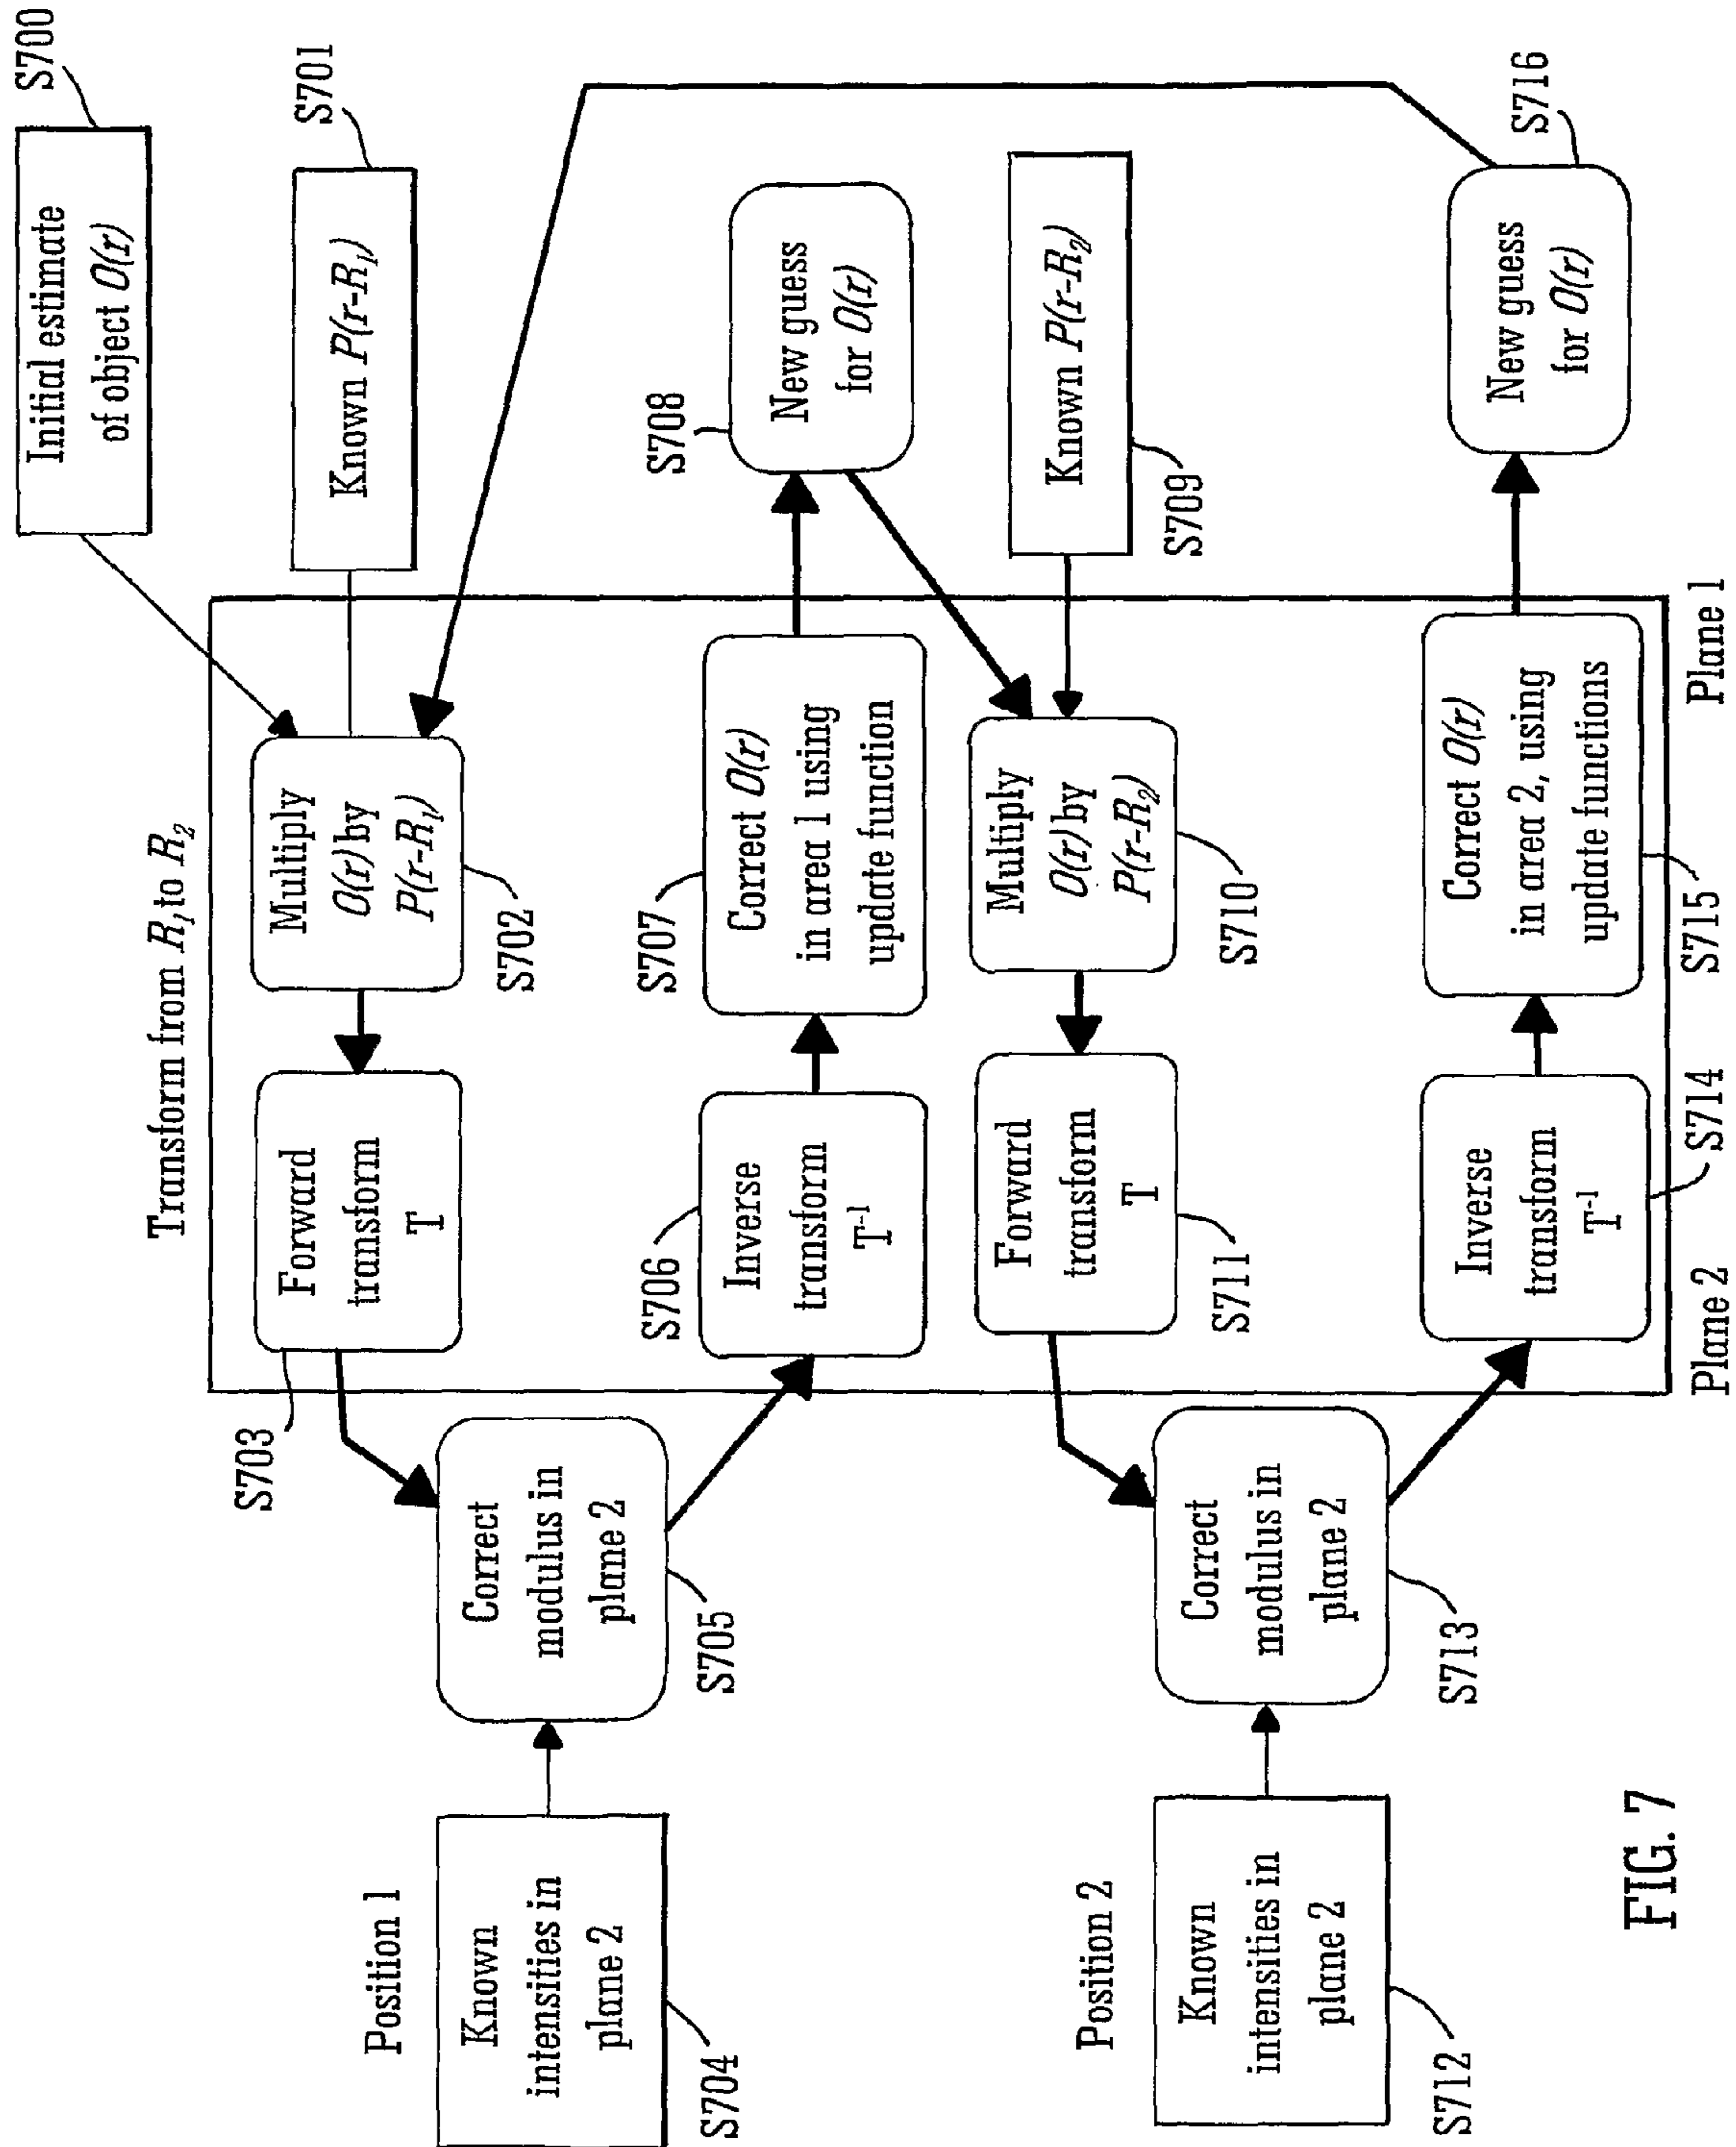 S700
Initial estimate
of object O(r)
S701
Known P(r-R₁)
Transform from R₁ to R₂
Multiply
O(r) by
P(r-R₁)
S702
Forward
transform
T
S703
Position 1
Known
intensities in
plane 2
S704
Correct
modulus in
plane 2
S705
S706
Inverse
transform
T⁻¹
S707
Correct O(r)
in area 1 using
update function
S708
New guess
for O(r)
Known P(r-R₂)
S709
Multiply
O(r) by
P(r-R₂)
S710
Forward
transform
T
S711
Position 2
Known
intensities in
plane 2
S712
Correct
modulus in
plane 2
S713
Inverse
transform
T⁻¹
S714
Correct O(r)
in area 2, using
update functions
S715
New guess
for O(r)
S716
Plane 2
Plane 1
FIG. 7